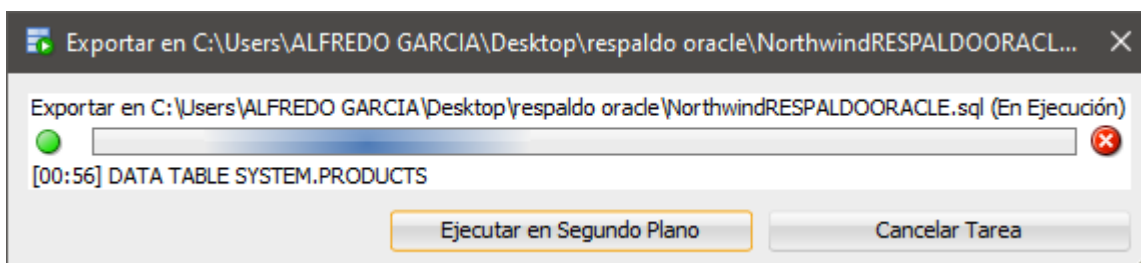 Exportar en C:\Users\ALFREDO GARCIA\Desktop\respaldo oracle\NorthwindRESPALDOORACL...
Exportar en C:\Users\ALFREDO GARCIA\Desktop\respaldo oracle\NorthwindRESPALDOORACLE.sql (En Ejecución)
[00:56] DATA TABLE SYSTEM.PRODUCTS
Ejecutar en Segundo Plano Cancelar Tarea